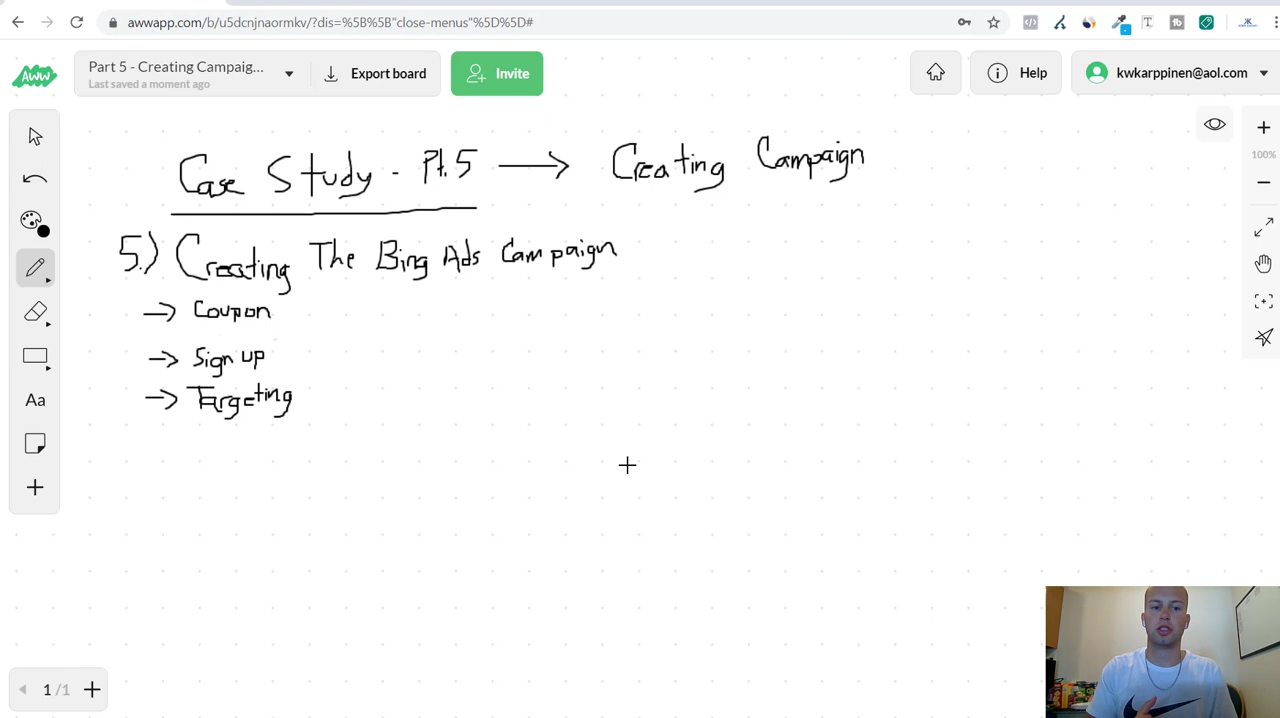 awwapp.com/b/u5dcnjnaormkv/?dis=%5B%5B"close-menus"%5D%5D#
Part 5 - Creating Campaig...
Last saved a moment ago
Export board
Invite
Help
kwkarppinen@aol.com
100%
Case Study - Pt.5 → Creating Campaign
5.) Creating The Bing Ads Campaign
→ Coupon
→ Sign up
→ Targeting
Aa
1/1